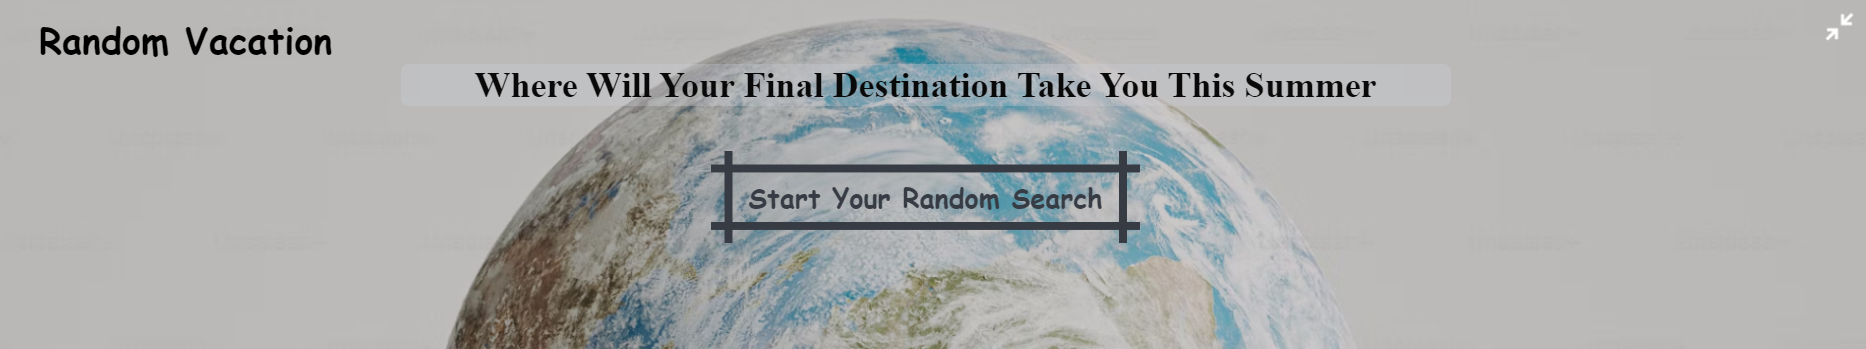 Random Vacation
Where Will Your Final Destination Take You This Summer
Start Your Random Search